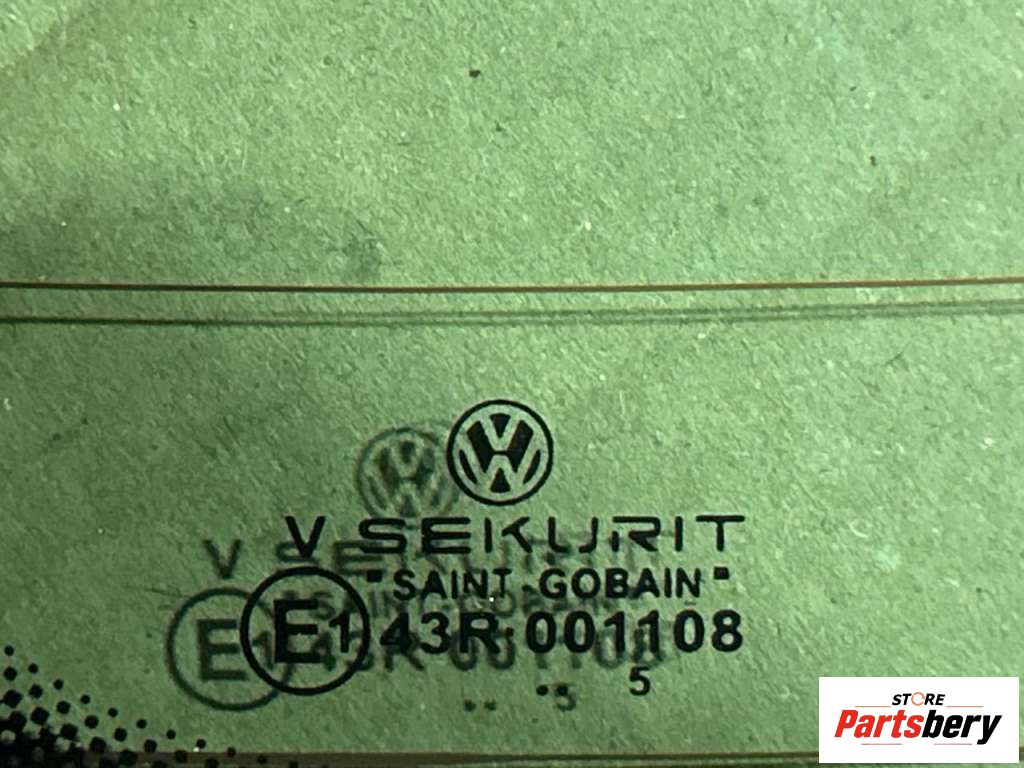 V SEKURIT
SAINT-GOBAIN
E1 43R-001108
.. 5
STORE
Partsbery